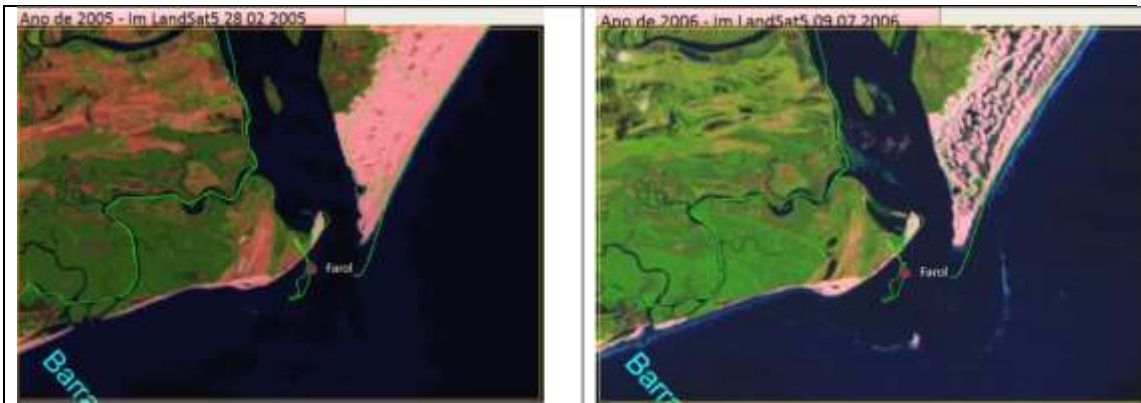 Ano de 2005 - Im LandSat5 28 02 2005
Farol
Barra
Ano de 2006 - Im LandSat5 09.07 2006
Farol
Barra